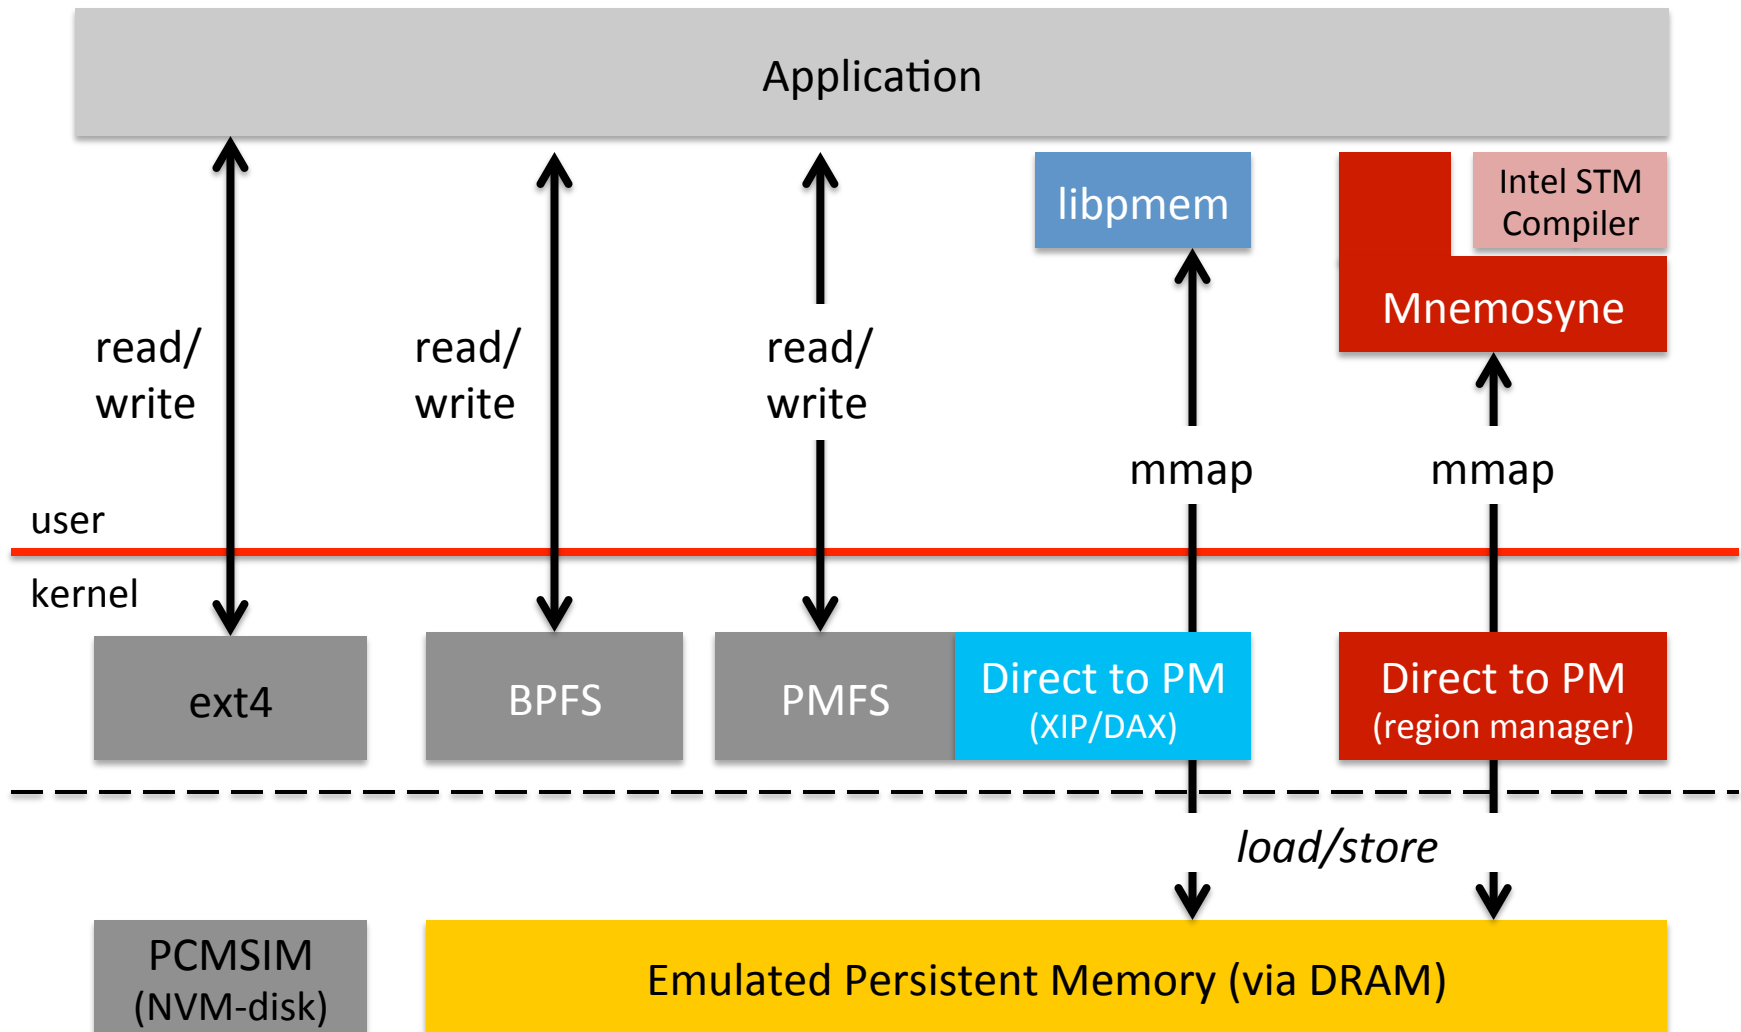 Application
libpmem
Intel STM
Compiler
Mnemosyne
read/
write
read/
write
read/
write
mmap
mmap
user
kernel
ext4
BPFS
PMFS
Direct to PM
(XIP/DAX)
Direct to PM
(region manager)
load/store
PCMSIM
(NVM-disk)
Emulated Persistent Memory (via DRAM)